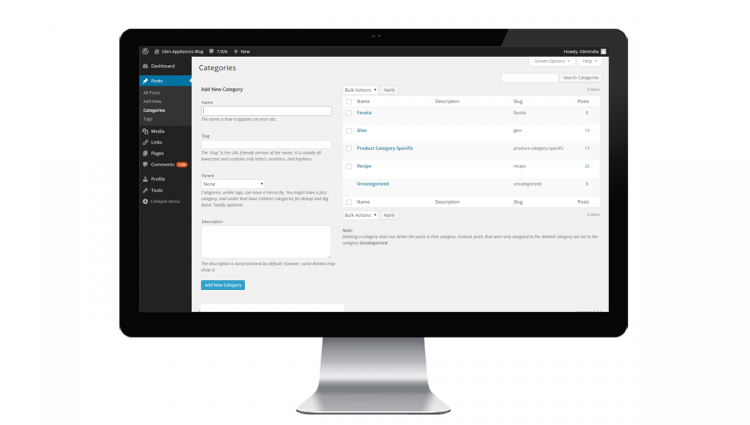 Glen Appliances Blog 7,926 + New Howdy, GlenIndia
Screen Options ▼ Help ▼
Dashboard
Posts
All Posts
Add New
Categories
Tags
Media
Links
Pages
Comments
Profile
Tools
Collapse menu
Categories
Search Categories
Add New Category
Name
The name is how it appears on your site.
Slug
The "slug" is the URL-friendly version of the name. It is usually all
lowercase and contains only letters, numbers, and hyphens.
Parent
None
Categories, unlike tags, can have a hierarchy. You might have a Jazz
category, and under that have children categories for Bebop and Big
Band. Totally optional.
Description
The description is not prominent by default; however, some themes may
show it.
Add New Category
Bulk Actions Apply 5 items
Name Description Slug Posts
Fausta fausta 0
Glen glen
Product Category Specific product-category-specific 17
Recipe recipe
Uncategorized uncategorized
Name Description Slug Posts
Bulk Actions Apply 5 items
Note:
Deleting a category does not delete the posts in that category. Instead, posts that were only assigned to the deleted category are set to the
category Uncategorized.